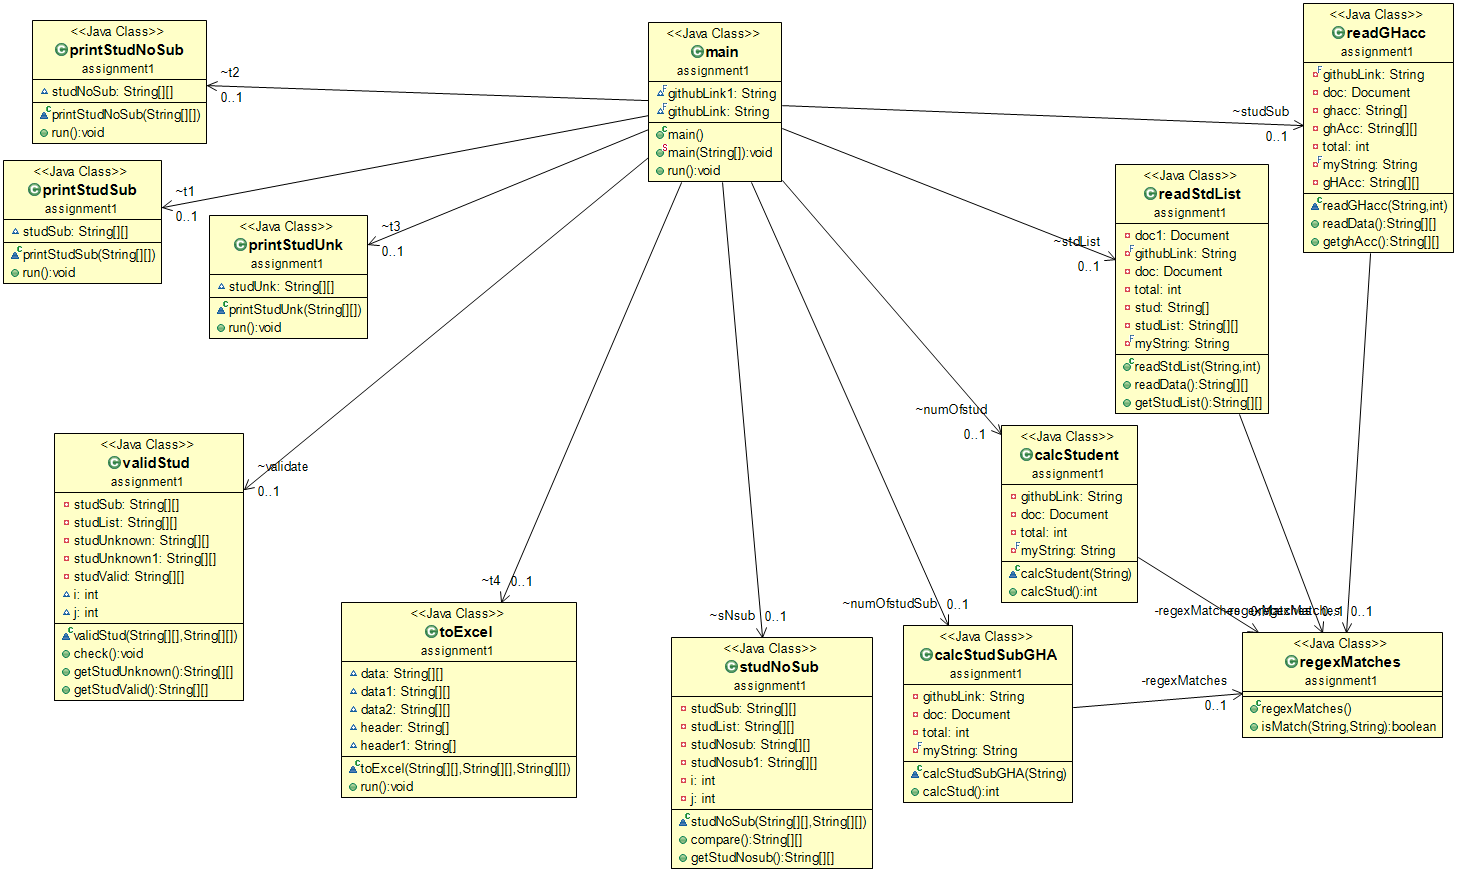 <<Java Class>>
printStudNoSub
assignment1
studNoSub: String[][]
printStudNoSub(String[][])
run():void
<<Java Class>>
main
assignment1
githubLink1: String
githubLink: String
main()
main(String[]):void
run():void
<<Java Class>>
readGHacc
assignment1
githubLink: String
doc: Document
ghacc: String[]
ghAcc: String[][]
total: int
myString: String
gHAcc: String[][]
readGHacc(String,int)
readData():String[][]
getghAcc():String[][]
~t2
0..1
~studSub
0..1
<<Java Class>>
printStudSub
assignment1
studSub: String[][]
printStudSub(String[][])
run():void
~t1
0..1
<<Java Class>>
printStudUnk
assignment1
studUnk: String[][]
printStudUnk(String[][])
run():void
~t3
0..1
<<Java Class>>
readStdList
assignment1
doc1: Document
githubLink: String
doc: Document
total: int
stud: String[]
studList: String[][]
myString: String
readStdList(String,int)
readData():String[][]
getStudList():String[][]
~stdList
0..1
<<Java Class>>
validStud
assignment1
studSub: String[][]
studList: String[][]
studUnknown: String[][]
studUnknown1: String[][]
studValid: String[][]
i: int
j: int
validStud(String[][],String[][])
check():void
getStudUnknown():String[][]
getStudValid():String[][]
~validate
0..1
~numOfstud
0..1
<<Java Class>>
calcStudent
assignment1
githubLink: String
doc: Document
total: int
myString: String
calcStudent(String)
calcStud():int
~t4
0..1
<<Java Class>>
toExcel
assignment1
data: String[][]
data1: String[][]
data2: String[][]
header: String[]
header1: String[]
toExcel(String[][],String[][],String[][])
run():void
~sNsub
0..1
<<Java Class>>
studNoSub
assignment1
studSub: String[][]
studList: String[][]
studNosub: String[][]
studNosub1: String[][]
i: int
j: int
studNoSub(String[][],String[][])
compare():String[][]
getStudNosub():String[][]
~numOfstudSub
0..1
<<Java Class>>
calcStudSubGHA
assignment1
githubLink: String
doc: Document
total: int
myString: String
calcStudSubGHA(String)
calcStud():int
-regexMatches
0..1
-regexMatches
0..1
<<Java Class>>
regexMatches
assignment1
regexMatches()
isMatch(String,String):boolean